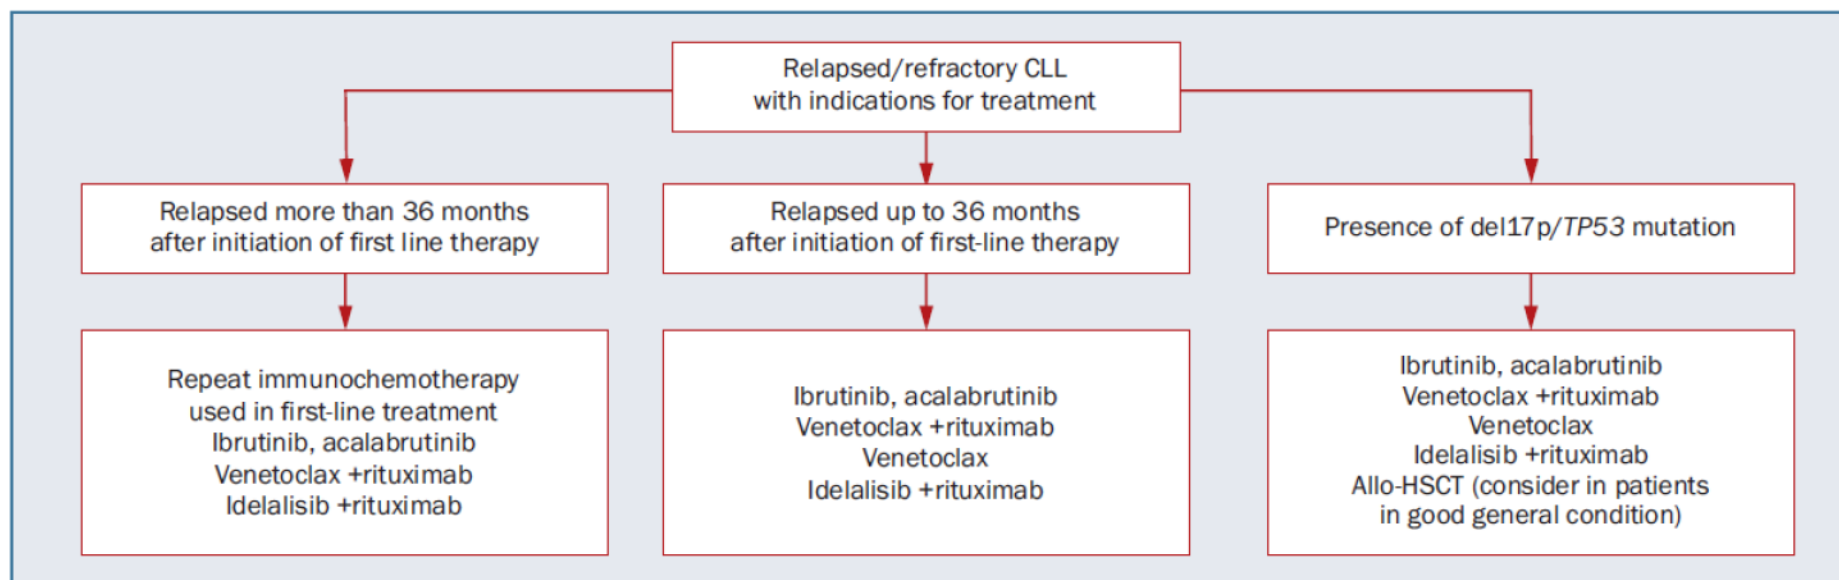 Relapsed/refractory CLL
with indications for treatment
Relapsed more than 36 months
after initiation of first line therapy
Relapsed up to 36 months
after initiation of first-line therapy
Presence of del17p/TP53 mutation
Repeat immunochemotherapy
used in first-line treatment
Ibrutinib, acalabrutinib
Venetoclax +rituximab
Idelalisib +rituximab
Ibrutinib, acalabrutinib
Venetoclax +rituximab
Venetoclax
Idelalisib +rituximab
Ibrutinib, acalabrutinib
Venetoclax +rituximab
Venetoclax
Idelalisib +rituximab
Allo-HSCT (consider in patients
in good general condition)